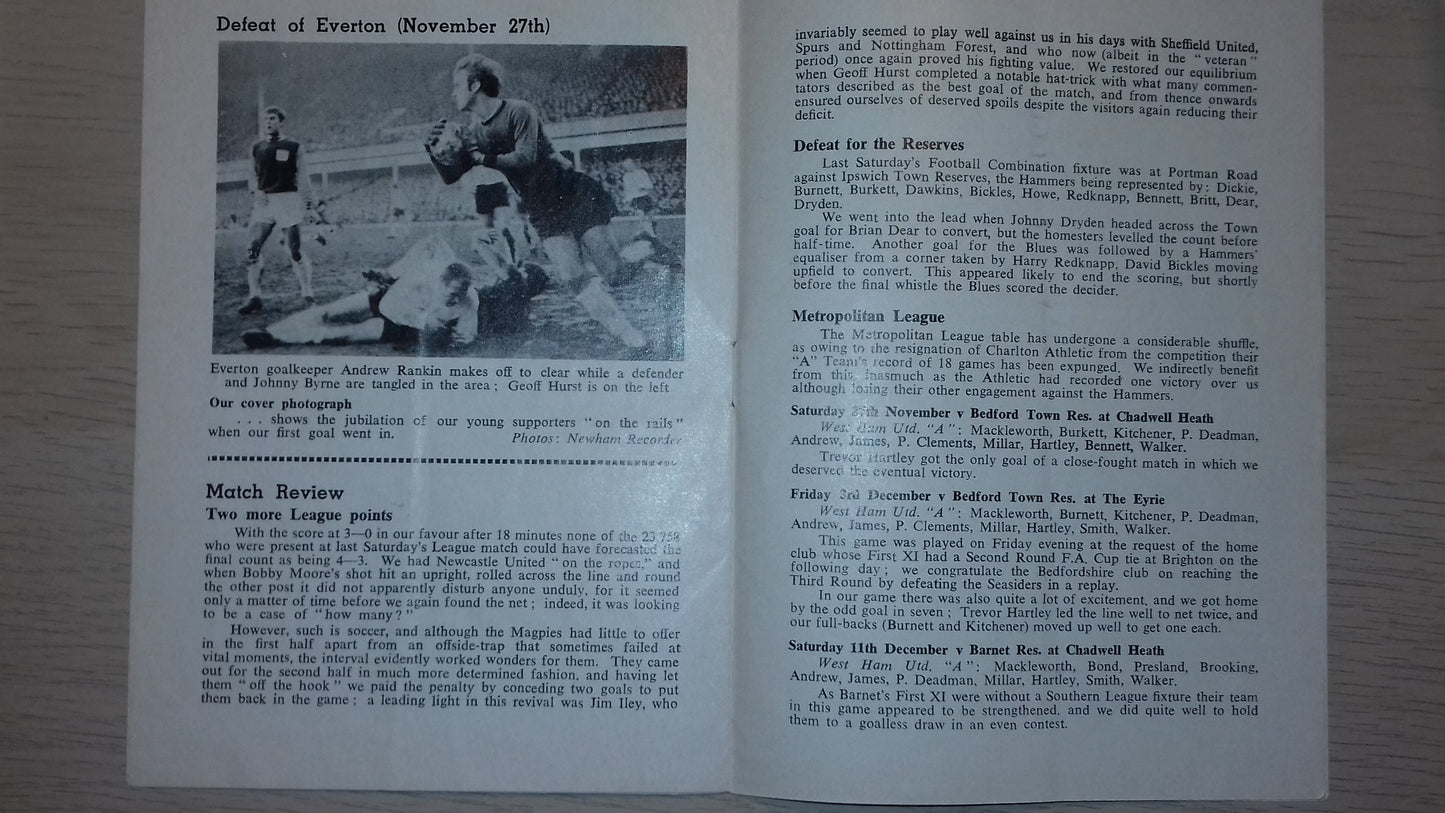 Defeat of Everton (November 27th)
Everton goalkeeper Andrew Rankin makes off to clear while a defender
and Johnny Byrne are tangled in the area ; Geoff Hurst is on the left
Our cover photograph
. . . shows the jubilation of our young supporters "on the rails"
when our first goal went in.
Photos: Newham Recorder
Match Review
Two more League points
With the score at 3—0 in our favour after 18 minutes none of the 23,758
who were present at last Saturday's League match could have forecasted the
final count as being 4—3. We had Newcastle United "on the ropes," and
when Bobby Moore's shot hit an upright, rolled across the line and round
the other post it did not apparently disturb anyone unduly, for it seemed
only a matter of time before we again found the net ; indeed, it was looking
to be a case of "how many?"
However, such is soccer, and although the Magpies had little to offer
in the first half apart from an offside-trap that sometimes failed at
vital moments, the interval evidently worked wonders for them. They came
out for the second half in much more determined fashion, and having let
them "off the hook" we paid the penalty by conceding two goals to put
them back in the game ; a leading light in this revival was Jim Iley, who
invariably seemed to play well against us in his days with Sheffield United,
Spurs and Nottingham Forest, and who now (albeit in the "veteran"
period) once again proved his fighting value. We restored our equilibrium
when Geoff Hurst completed a notable hat-trick with what many commen-
tators described as the best goal of the match, and from thence onwards
ensured ourselves of deserved spoils despite the visitors again reducing their
deficit.
Defeat for the Reserves
Last Saturday's Football Combination fixture was at Portman Road
against Ipswich Town Reserves, the Hammers being represented by : Dickie,
Burnett, Burkett, Dawkins, Bickles, Howe, Redknapp, Bennett, Britt, Dear,
Dryden.
We went into the lead when Johnny Dryden headed across the Town
goal for Brian Dear to convert, but the homesters levelled the count before
half-time. Another goal for the Blues was followed by a Hammers'
equaliser from a corner taken by Harry Redknapp, David Bickles moving
upfield to convert. This appeared likely to end the scoring, but shortly
before the final whistle the Blues scored the decider.
Metropolitan League
The Metropolitan League table has undergone a considerable shuffle,
as owing to the resignation of Charlton Athletic from the competition their
"A" Team's record of 18 games has been expunged. We indirectly benefit
from this, inasmuch as the Athletic had recorded one victory over us
although losing their other engagement against the Hammers.
Saturday 27th November v Bedford Town Res. at Chadwell Heath
West Ham Utd. "A" : Mackleworth, Burkett, Kitchener, P. Deadman,
Andrew, James, P. Clements, Millar, Hartley, Bennett, Walker.
Trevor Hartley got the only goal of a close-fought match in which we
deserved the eventual victory.
Friday 3rd December v Bedford Town Res. at The Eyrie
West Ham Utd. "A" : Mackleworth, Burnett, Kitchener, P. Deadman,
Andrew, James, P. Clements, Millar, Hartley, Smith, Walker.
This game was played on Friday evening at the request of the home
club whose First XI had a Second Round F.A. Cup tie at Brighton on the
following day ; we congratulate the Bedfordshire club on reaching the
Third Round by defeating the Seasiders in a replay.
In our game there was also quite a lot of excitement, and we got home
by the odd goal in seven ; Trevor Hartley led the line well to net twice, and
our full-backs (Burnett and Kitchener) moved up well to get one each.
Saturday 11th December v Barnet Res. at Chadwell Heath
West Ham Utd. "A" : Mackleworth, Bond, Presland, Brooking,
Andrew, James, P. Deadman, Millar, Hartley, Smith, Walker.
As Barnet's First XI were without a Southern League fixture their team
in this game appeared to be strengthened, and we did quite well to hold
them to a goalless draw in an even contest.